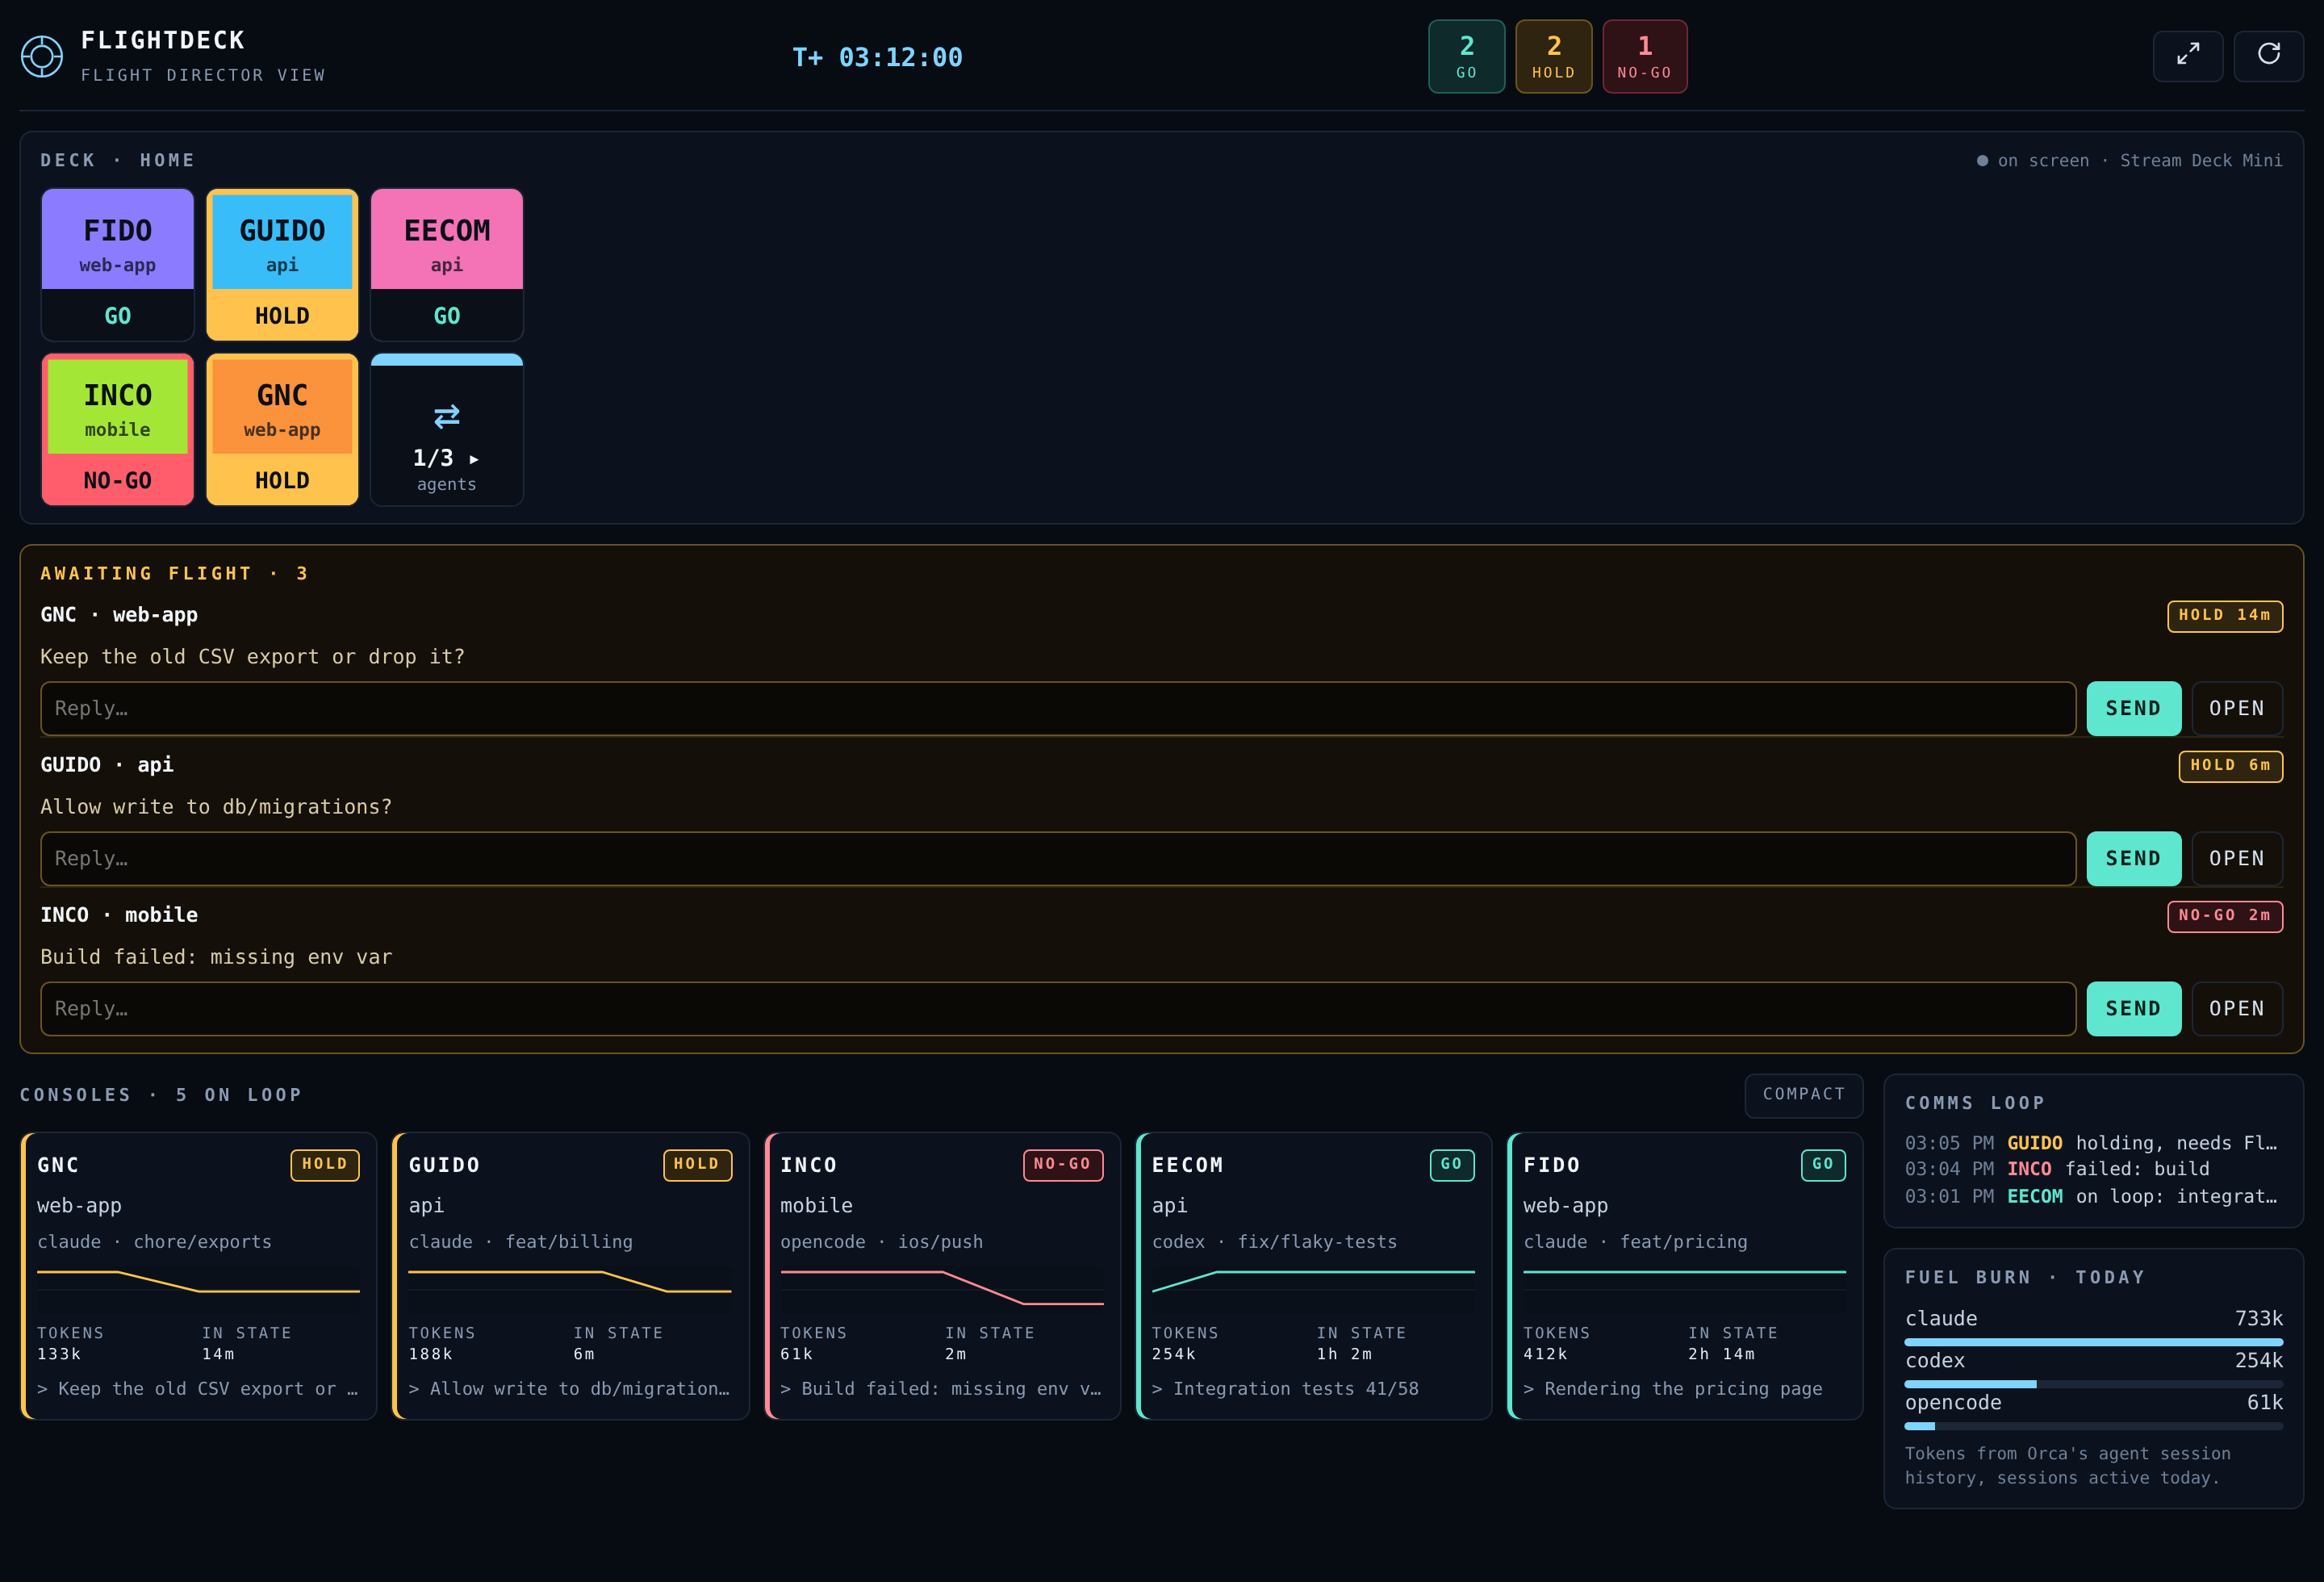 FLIGHTDECK
FLIGHT DIRECTOR VIEW
T+ 03:12:00
2 GO
2 HOLD
1 NO-GO
DECK · HOME
on screen · Stream Deck Mini
FIDO
web-app
GO
GUIDO
api
HOLD
EECOM
api
GO
INCO
mobile
NO-GO
GNC
web-app
HOLD
⇄
1/3 ▸
agents
AWAITING FLIGHT · 3
GNC · web-app
HOLD 14m
Keep the old CSV export or drop it?
Reply…
SEND
OPEN
GUIDO · api
HOLD 6m
Allow write to db/migrations?
Reply…
SEND
OPEN
INCO · mobile
NO-GO 2m
Build failed: missing env var
Reply…
SEND
OPEN
CONSOLES · 5 ON LOOP
COMPACT
GNC
HOLD
web-app
claude · chore/exports
TOKENS
133k
IN STATE
14m
> Keep the old CSV export or …
GUIDO
HOLD
api
claude · feat/billing
TOKENS
188k
IN STATE
6m
> Allow write to db/migration…
INCO
NO-GO
mobile
opencode · ios/push
TOKENS
61k
IN STATE
2m
> Build failed: missing env v…
EECOM
GO
api
codex · fix/flaky-tests
TOKENS
254k
IN STATE
1h 2m
> Integration tests 41/58
FIDO
GO
web-app
claude · feat/pricing
TOKENS
412k
IN STATE
2h 14m
> Rendering the pricing page
COMMS LOOP
03:05 PM GUIDO holding, needs Fl…
03:04 PM INCO failed: build
03:01 PM EECOM on loop: integrat…
FUEL BURN · TODAY
claude 733k
codex 254k
opencode 61k
Tokens from Orca's agent session
history, sessions active today.